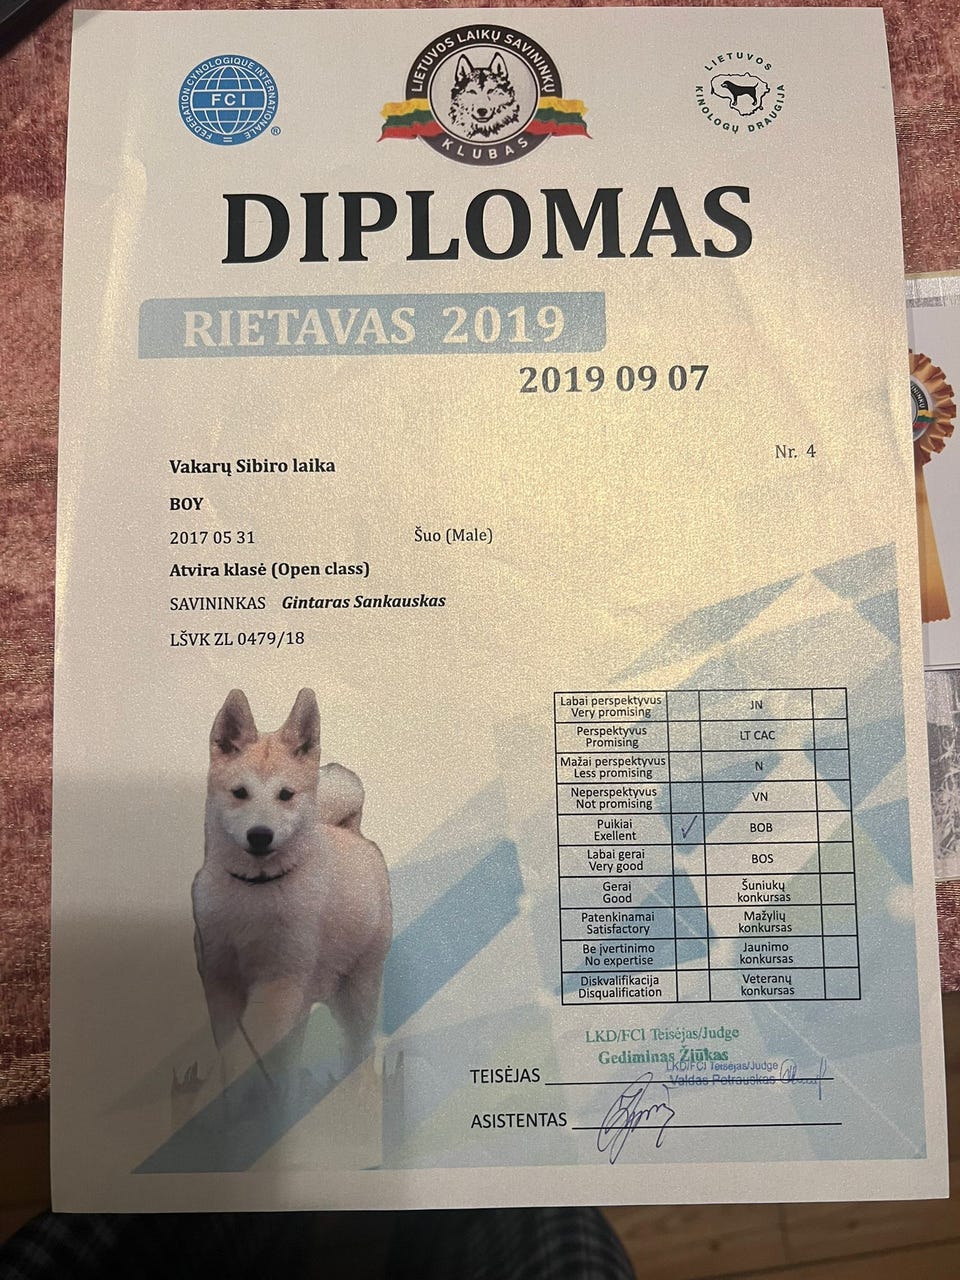 FEDERATION CYNOLOGIQUE INTERNATIONALE
FCI
®
LIETUVOS LAIKŲ SAVININKŲ
KLUBAS
LIETUVOS
KINOLOGŲ DRAUGIJA
DIPLOMAS
RIETAVAS 2019
2019 09 07
Nr. 4
Vakarų Sibiro laika
BOY
2017 05 31 Šuo (Male)
Atvira klasė (Open class)
SAVININKAS Gintaras Sankauskas
LŠVK ZL 0479/18
Labai perspektyvus JN
Very promising
Perspektyvus LT CAC
Promising
Mažai perspektyvus N
Less promising
Neperspektyvus VN
Not promising
Puikiai ✓ BOB
Exellent
Labai gerai BOS
Very good
Gerai Šuniukų
Good konkursas
Patenkinamai Mažylių
Satisfactory konkursas
Be įvertinimo Jaunimo
No expertise konkursas
Diskvalifikacija Veteranų
Disqualification konkursas
LKD/FCI Teisėjas/Judge
Gediminas Žiūkas
LKD/FCI Teisėjas/Judge
TEISĖJAS Valdas Petrauskas
ASISTENTAS